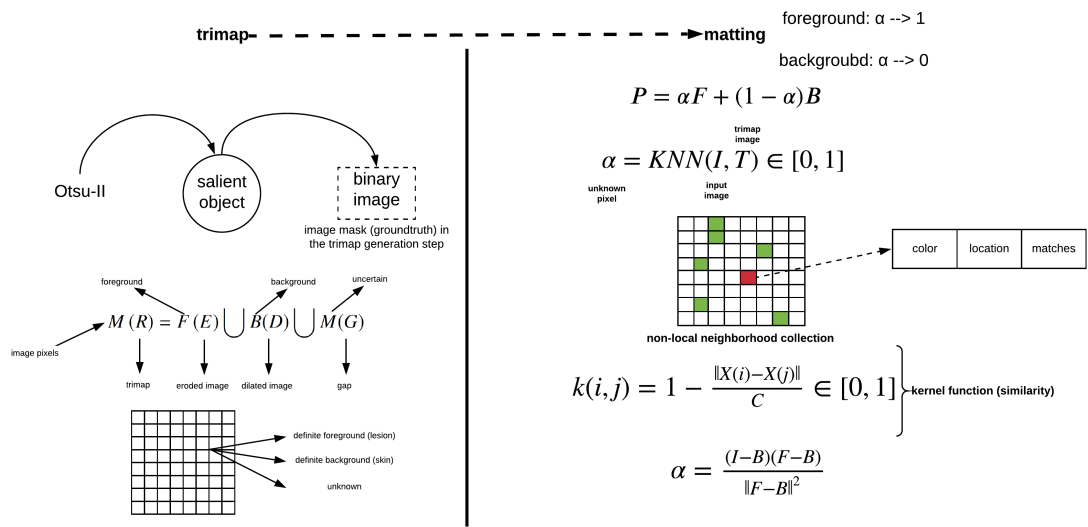 trimap
matting
foreground: α --> 1
backgroubd: α --> 0
Otsu-II
salient
object
binary
image
image mask (groundtruth) in
the trimap generation step
foreground
background
uncertain
M (R) = F (E) ⋃ B(D) ⋃ M(G)
image pixels
trimap
eroded image
dilated image
gap
definite foreground (lesion)
definite background (skin)
unknown
P = αF + (1 − α)B
trimap
image
α = KNN(I, T) ∈ [0, 1]
unknown
pixel
input
image
color
location
matches
non-local neighborhood collection
k(i, j) = 1 − ‖X(i)−X(j)‖ / C ∈ [0, 1]
kernel function (similarity)
α = (I−B)(F−B) / ‖F−B‖²